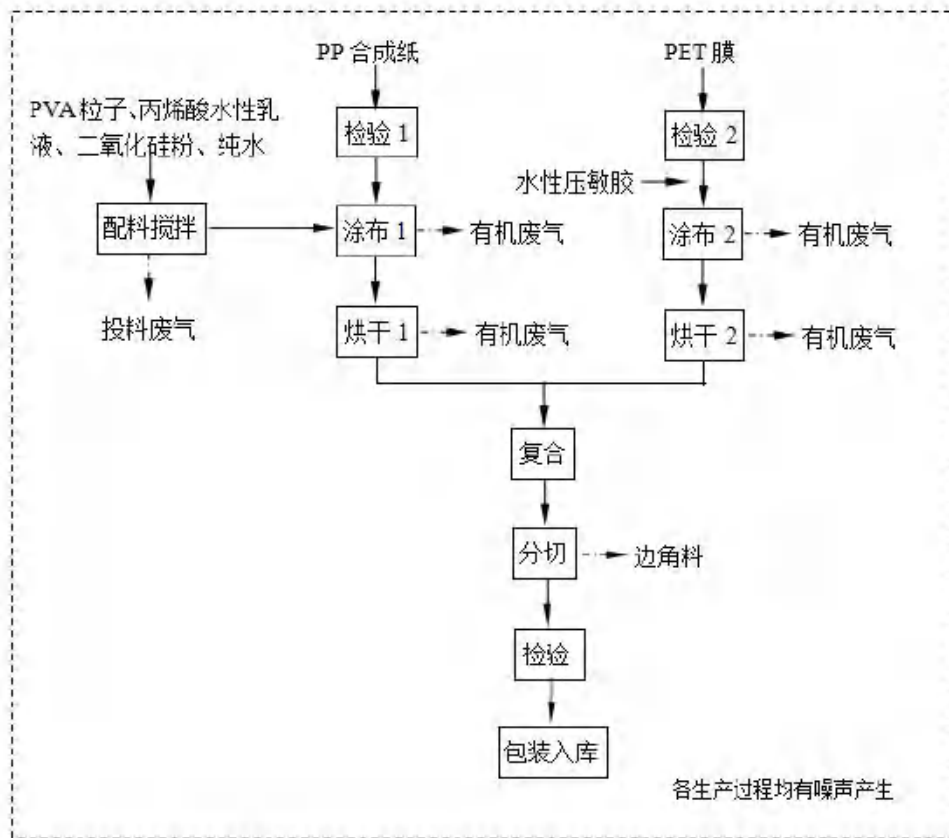 PP 合成纸
PET 膜
PVA 粒子、丙烯酸水性乳
液、二氧化硅粉、纯水
检验 1
检验 2
水性压敏胶
配料搅拌
涂布 1
有机废气
涂布 2
有机废气
投料废气
烘干 1
有机废气
烘干 2
有机废气
复合
分切
边角料
检验
包装入库
各生产过程均有噪声产生